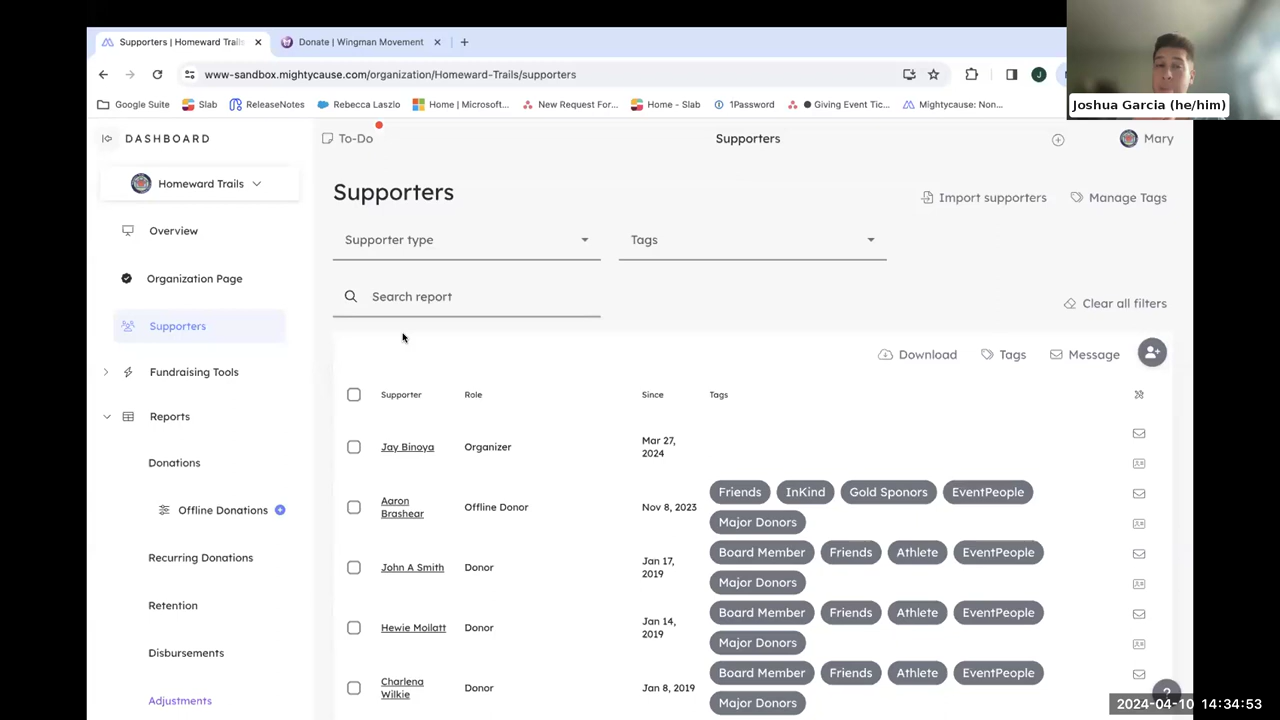 Supporters | Homeward Trails
Donate | Wingman Movement
www-sandbox.mightycause.com/organization/Homeward-Trails/supporters
J
Google Suite
Slab
ReleaseNotes
Rebecca Laszlo
Home | Microsoft...
New Request For...
Home - Slab
1Password
Giving Event Tic...
Mightycause: Non...
Joshua Garcia (he/him)
DASHBOARD
To-Do
Supporters
Mary
Homeward Trails
Overview
Organization Page
Supporters
Fundraising Tools
Reports
Donations
Offline Donations
Recurring Donations
Retention
Disbursements
Adjustments
Supporters
Import supporters
Manage Tags
Supporter type
Tags
Search report
Clear all filters
Download
Tags
Message
Supporter Role Since Tags
Jay Binoya Organizer Mar 27,
2024
Aaron
Brashear
Offline Donor Nov 8, 2023
Friends InKind Gold Sponors EventPeople
Major Donors
John A Smith Donor Jan 17,
2019
Board Member Friends Athlete EventPeople
Major Donors
Hewie Moilatt Donor Jan 14,
2019
Board Member Friends Athlete EventPeople
Major Donors
Charlena
Wilkie
Donor Jan 8, 2019
Board Member Friends Athlete EventPeople
Major Donors
?
2024-04-10 14:34:53